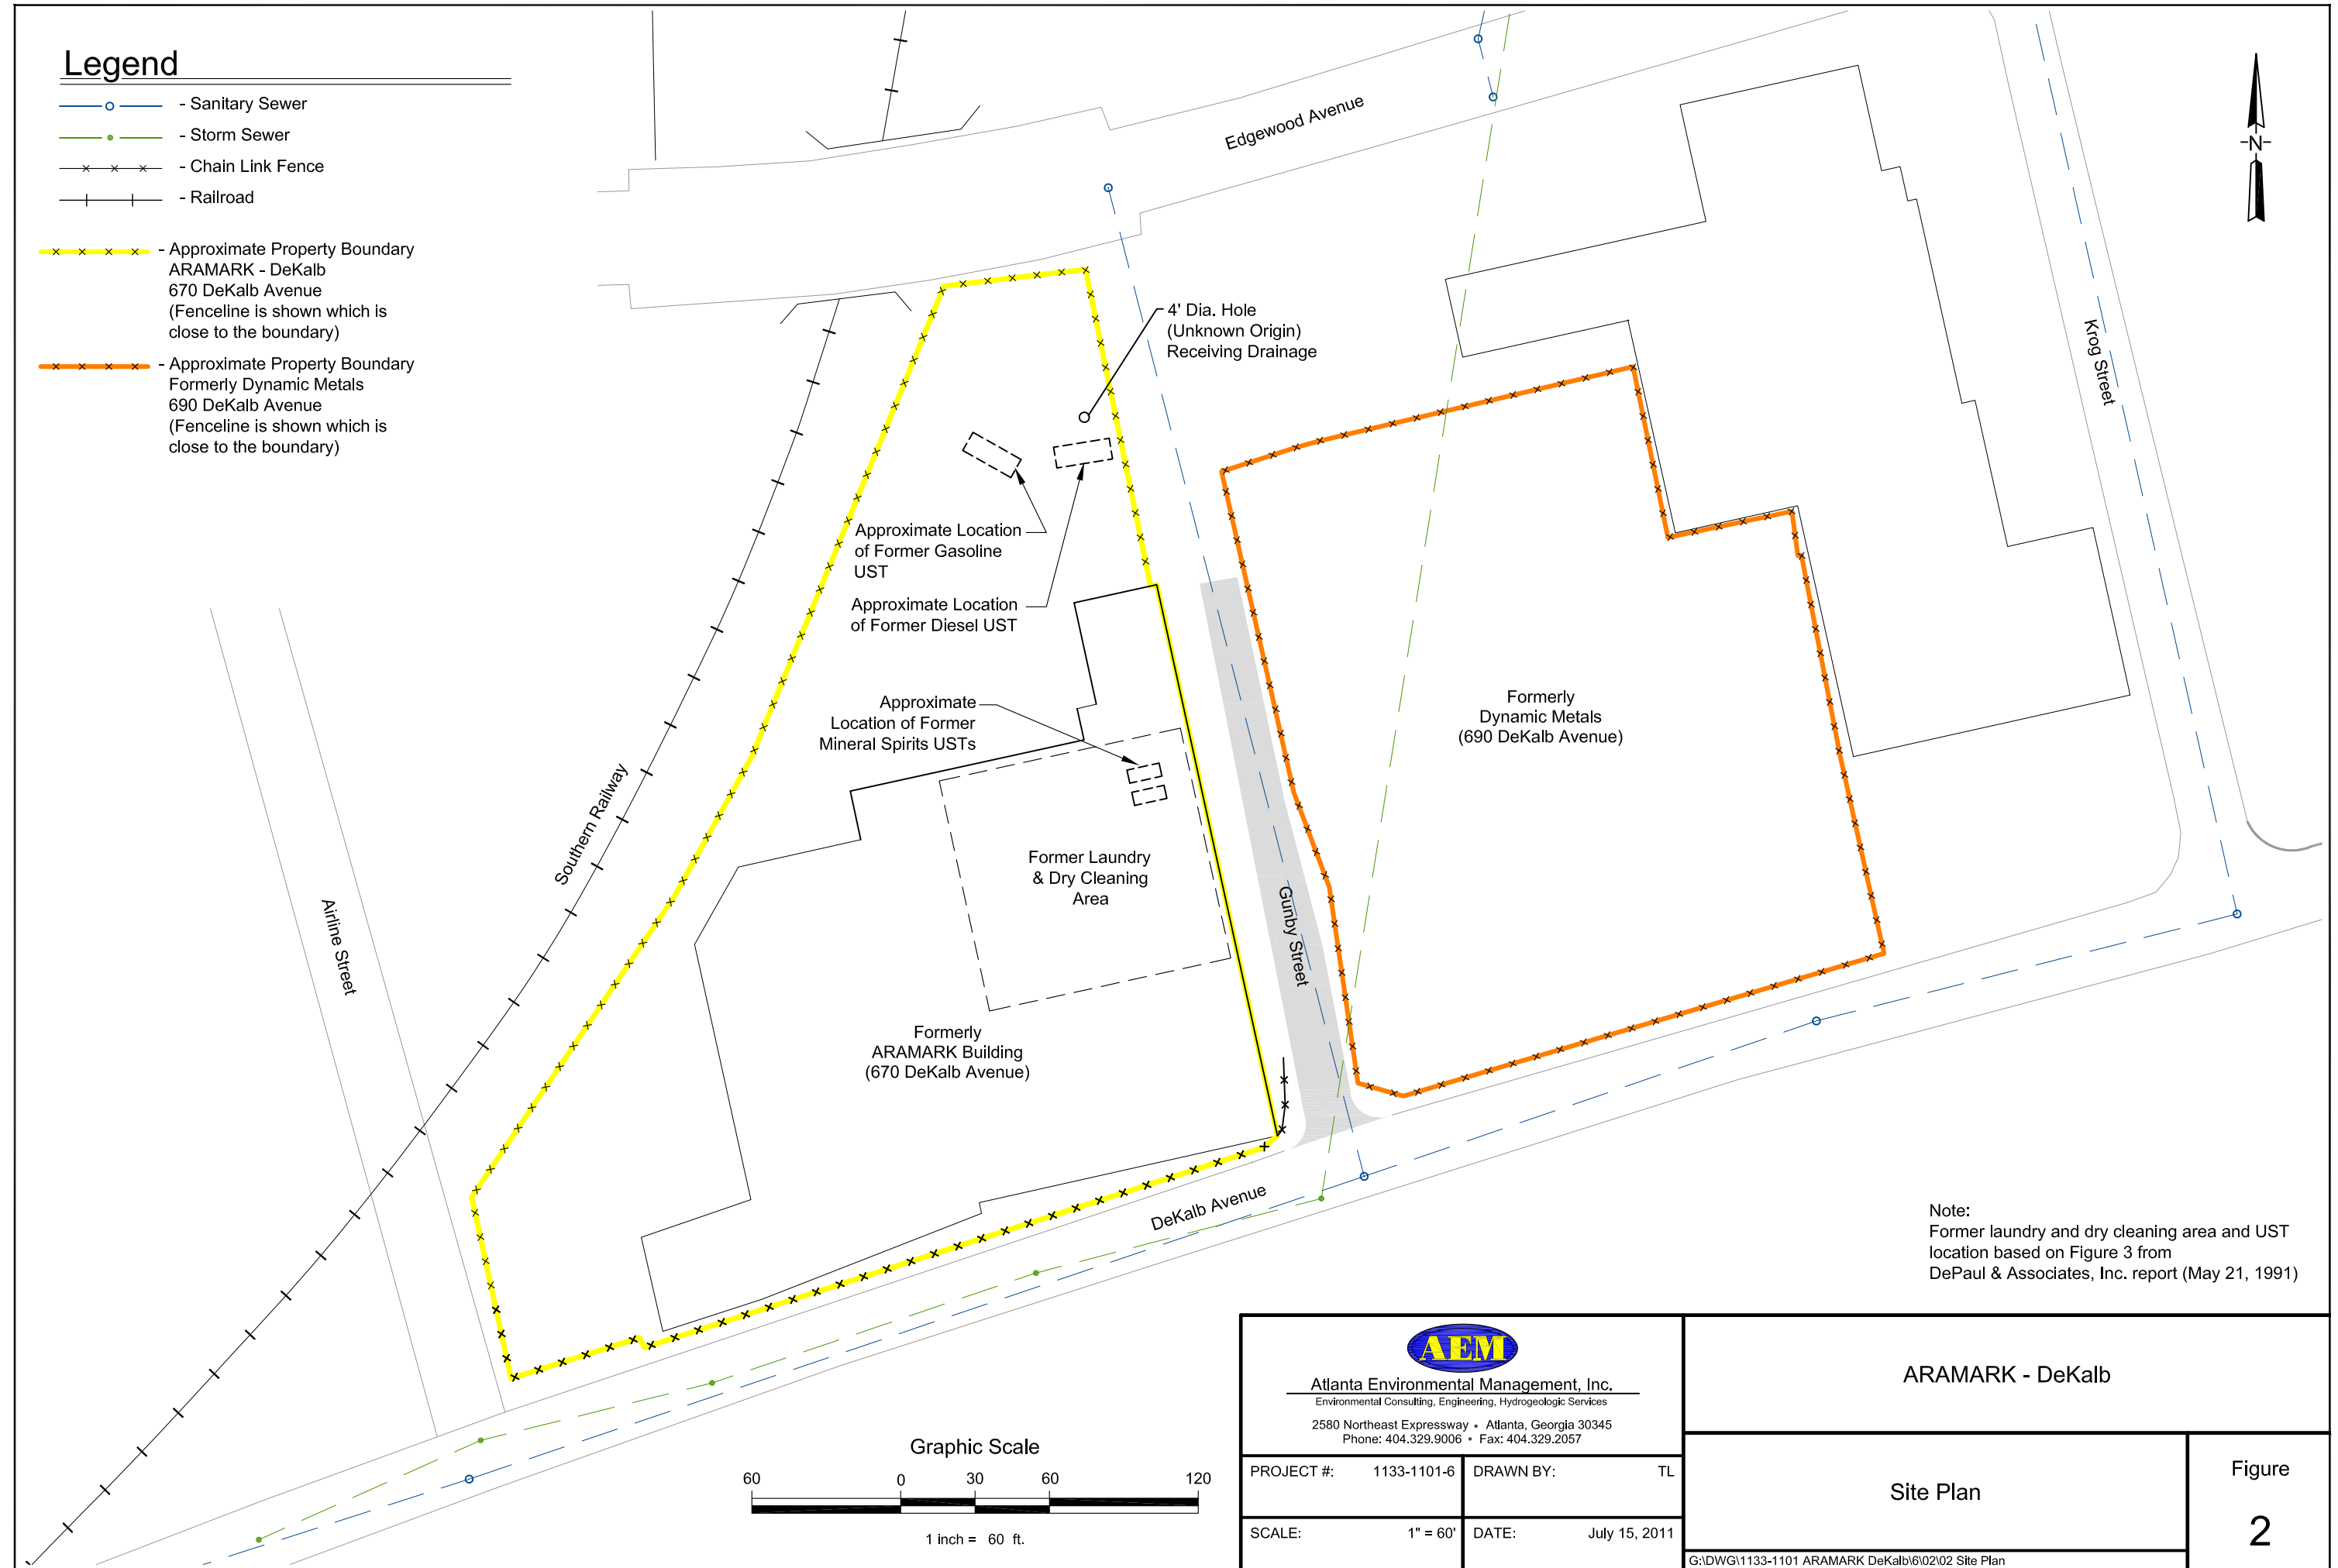 Legend
- Sanitary Sewer
- Storm Sewer
- Chain Link Fence
- Railroad
- Approximate Property Boundary
ARAMARK - DeKalb
670 DeKalb Avenue
(Fenceline is shown which is
close to the boundary)
- Approximate Property Boundary
Formerly Dynamic Metals
690 DeKalb Avenue
(Fenceline is shown which is
close to the boundary)
Edgewood Avenue
-N-
Krog Street
4' Dia. Hole
(Unknown Origin)
Receiving Drainage
Approximate Location
of Former Gasoline
UST
Approximate Location
of Former Diesel UST
Approximate
Location of Former
Mineral Spirits USTs
Formerly
Dynamic Metals
(690 DeKalb Avenue)
Southern Railway
Airline Street
Former Laundry
& Dry Cleaning
Area
Gunby Street
Formerly
ARAMARK Building
(670 DeKalb Avenue)
DeKalb Avenue
Note:
Former laundry and dry cleaning area and UST
location based on Figure 3 from
DePaul & Associates, Inc. report (May 21, 1991)
Graphic Scale
60 0 30 60 120
1 inch = 60 ft.
AEM
Atlanta Environmental Management, Inc.
Environmental Consulting, Engineering, Hydrogeologic Services
2580 Northeast Expressway • Atlanta, Georgia 30345
Phone: 404.329.9006 • Fax: 404.329.2057
PROJECT #: 1133-1101-6 DRAWN BY: TL
SCALE: 1" = 60' DATE: July 15, 2011
ARAMARK - DeKalb
Site Plan
Figure
2
G:\DWG\1133-1101 ARAMARK DeKalb\6\02\02 Site Plan